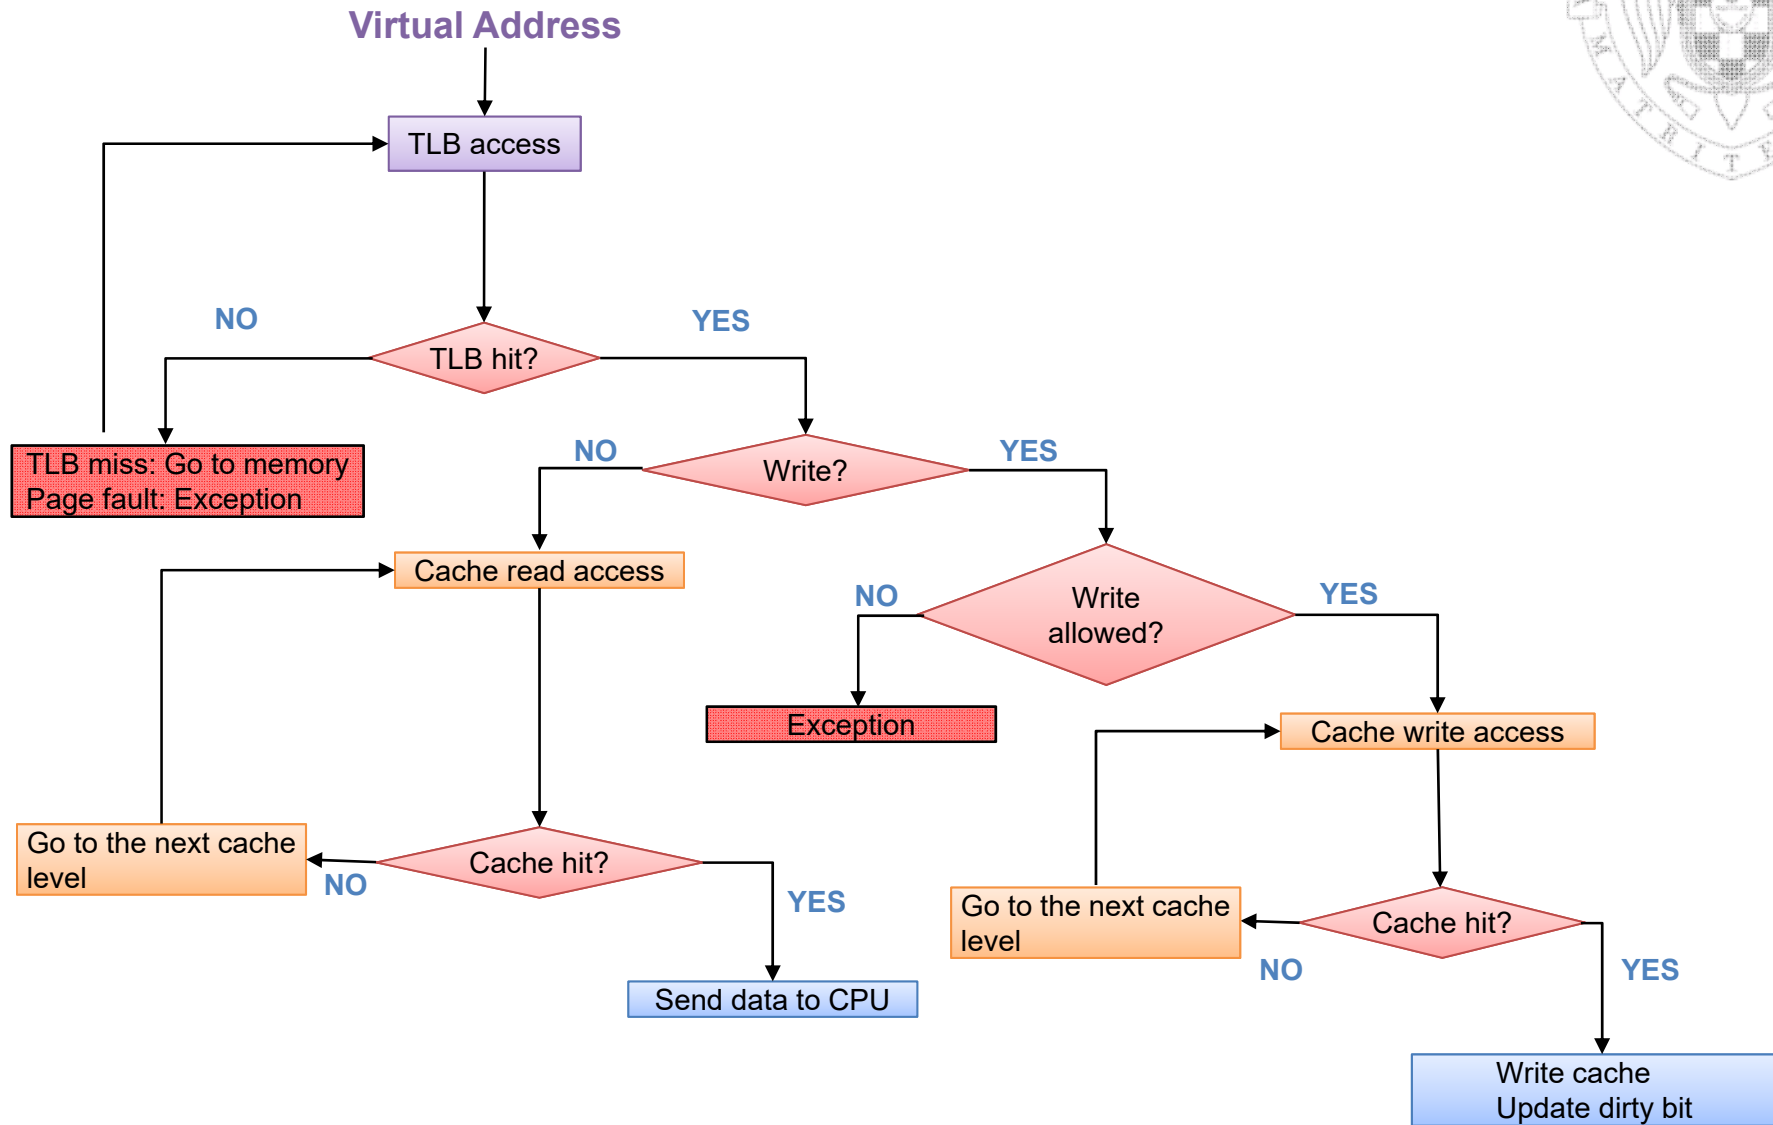 Virtual Address
TLB access
NO
YES
TLB hit?
TLB miss: Go to memory
Page fault: Exception
NO
YES
Write?
Cache read access
NO
YES
Write
allowed?
Exception
Cache write access
Go to the next cache
level
NO
Cache hit?
YES
Send data to CPU
Go to the next cache
level
NO
Cache hit?
YES
Write cache
Update dirty bit